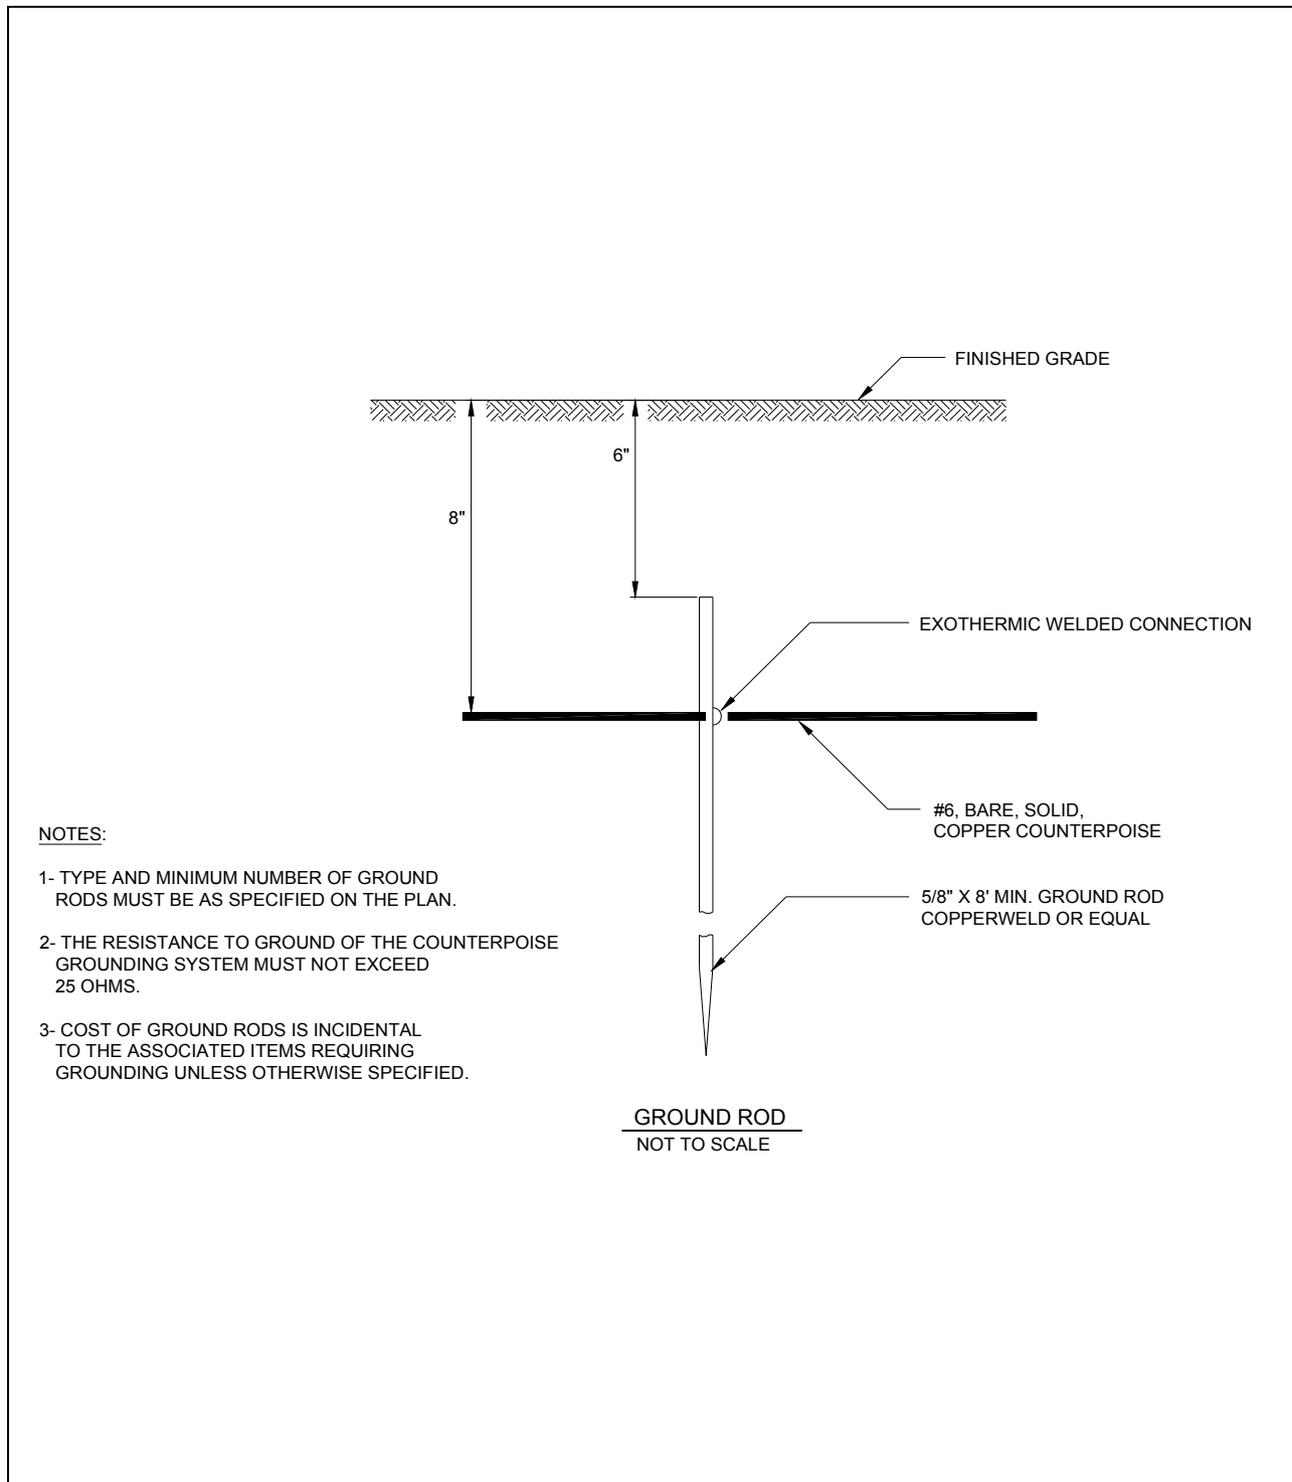 FINISHED GRADE
6"
8"
EXOTHERMIC WELDED CONNECTION
#6, BARE, SOLID,
COPPER COUNTERPOISE
NOTES:
1- TYPE AND MINIMUM NUMBER OF GROUND
RODS MUST BE AS SPECIFIED ON THE PLAN.
2- THE RESISTANCE TO GROUND OF THE COUNTERPOISE
GROUNDING SYSTEM MUST NOT EXCEED
25 OHMS.
3- COST OF GROUND RODS IS INCIDENTAL
TO THE ASSOCIATED ITEMS REQUIRING
GROUNDING UNLESS OTHERWISE SPECIFIED.
5/8" X 8' MIN. GROUND ROD
COPPERWELD OR EQUAL
GROUND ROD
NOT TO SCALE